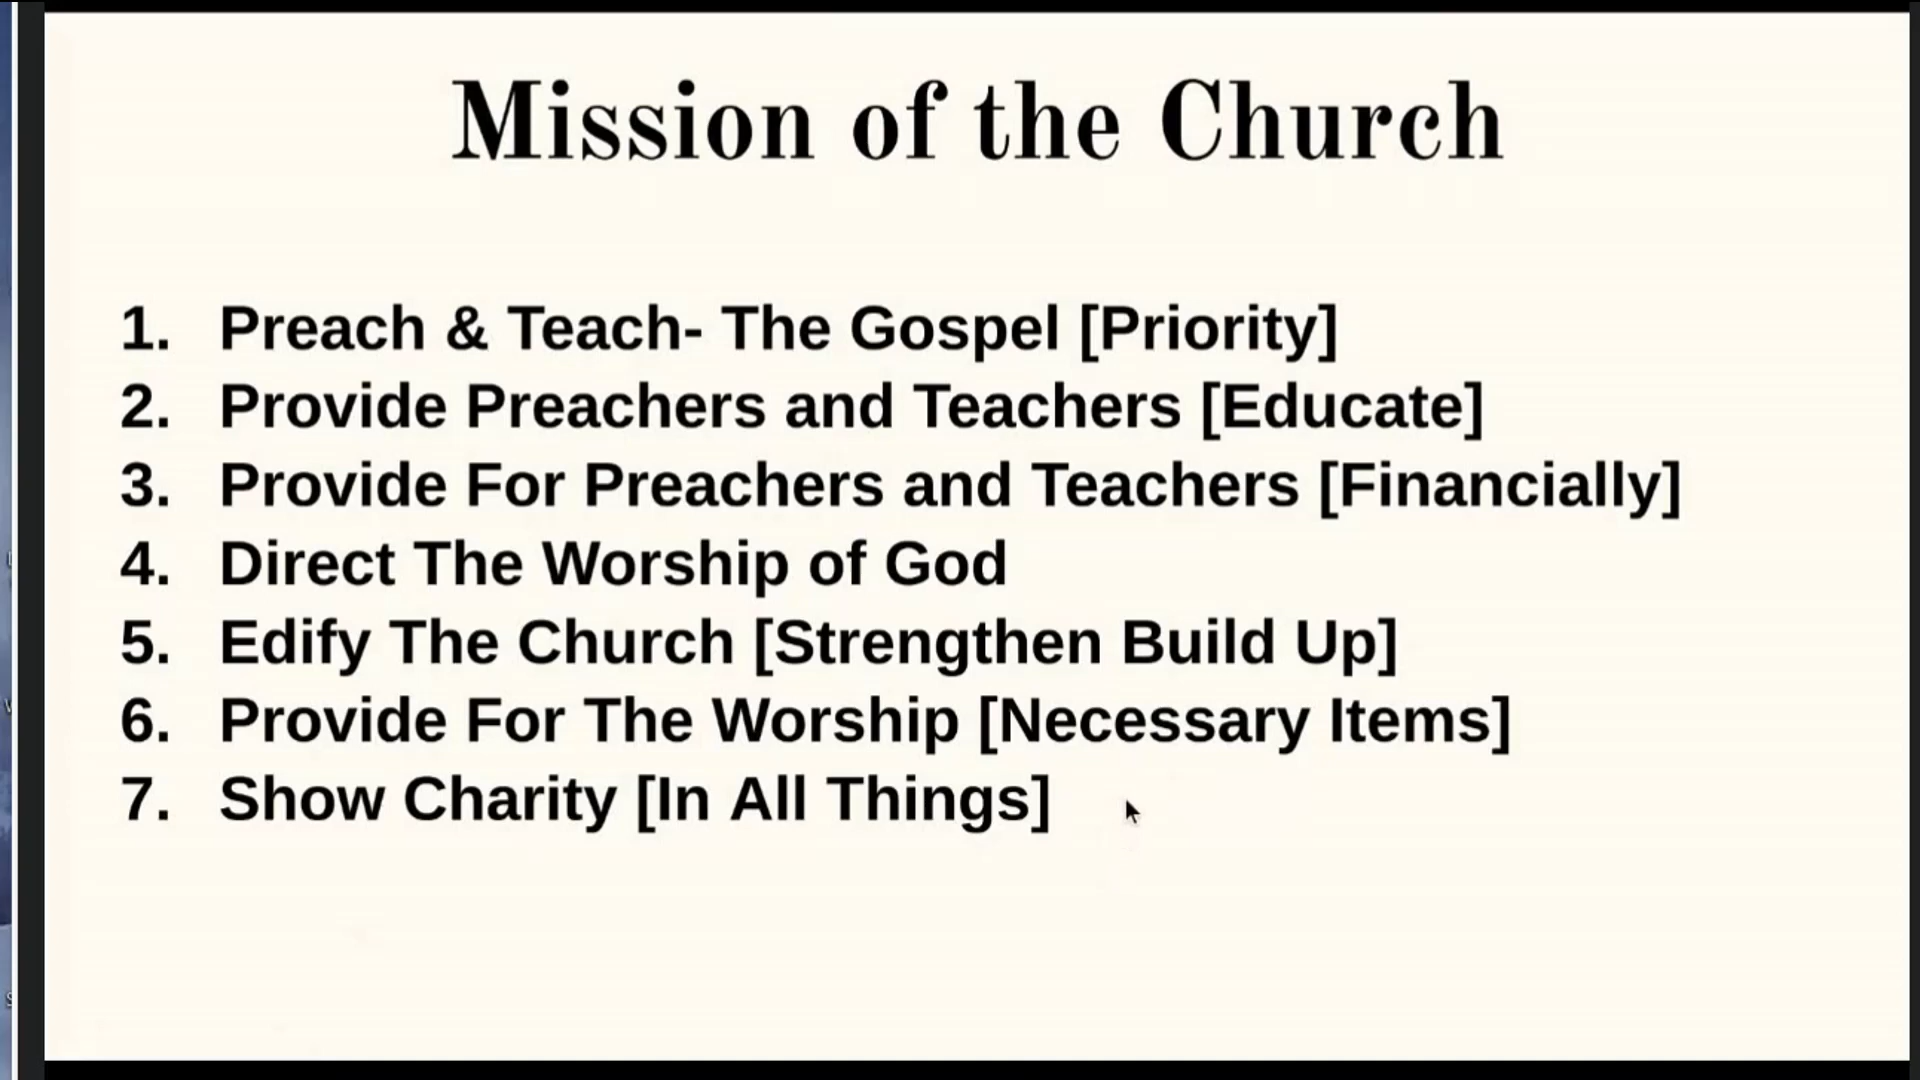 Mission of the Church
1. Preach & Teach- The Gospel [Priority]
2. Provide Preachers and Teachers [Educate]
3. Provide For Preachers and Teachers [Financially]
4. Direct The Worship of God
5. Edify The Church [Strengthen Build Up]
6. Provide For The Worship [Necessary Items]
7. Show Charity [In All Things]